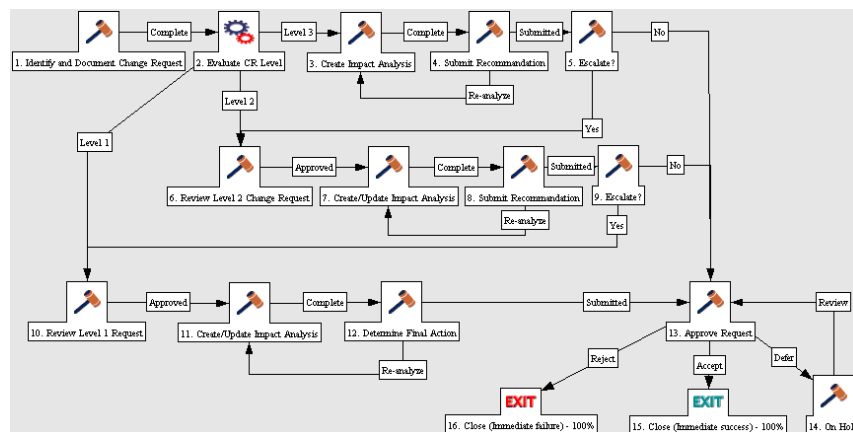 Complete
Level 3
Complete
Submitted
No
1. Identify and Document Change Request
2. Evaluate CR Level
3. Create Impact Analysis
4. Submit Recommandation
5. Escalate?
Re-analyze
Level 2
Yes
Level 1
Approved
Complete
Submitted
No
6. Review Level 2 Change Request
7. Create/Update Impact Analysis
8. Submit Recommandation
9. Escalate?
Re-analyze
Yes
Approved
Complete
Submitted
Review
10. Review Level 1 Request
11. Create/Update Impact Analysis
12. Determine Final Action
13. Approve Request
Reject
Accept
Defer
Re-analyze
EXIT
EXIT
16. Close (Immediate failure) - 100%
15. Close (Immediate success) - 100%
14. On Hol